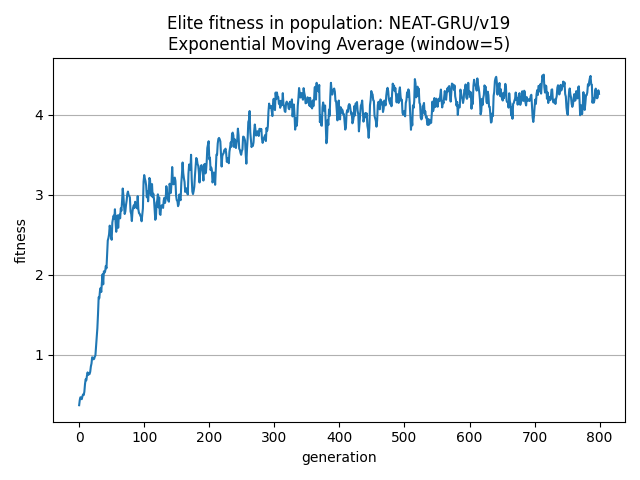 Elite fitness in population: NEAT-GRU/v19
Exponential Moving Average (window=5)
fitness
4
3
2
1
0 100 200 300 400 500 600 700 800
generation